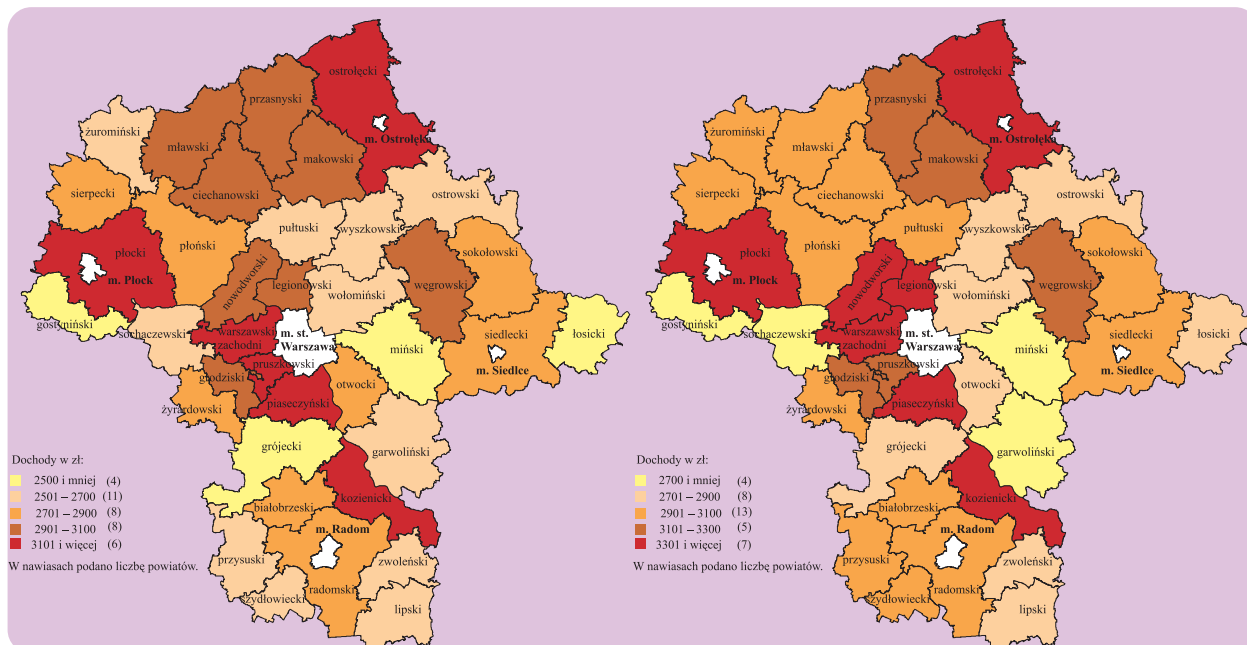 ostrołęcki
przasnyski
m. Ostrołęka
żuromiński
mławski
makowski
sierpecki
ciechanowski
ostrowski
pułtuski
wyszkowski
płocki
płoński
sokołowski
m. Płock
nowodworski
legionowski
węgrowski
wołomiński
gostyniński
sochaczewski
warszawski
zachodni
m. st.
Warszawa
siedlecki
łosicki
miński
pruszkowski
m. Siedlce
grodziski
otwocki
piaseczyński
żyrardowski
grójecki
garwoliński
Dochody w zł:
2500 i mniej (4)
2501 – 2700 (11)
2701 – 2900 (8)
2901 – 3100 (8)
3101 i więcej (6)
W nawiasach podano liczbę powiatów.
kozienicki
białobrzeski
m. Radom
przysuski
zwoleński
radomski
szydłowiecki
lipski
ostrołęcki
przasnyski
m. Ostrołęka
żuromiński
mławski
makowski
sierpecki
ciechanowski
ostrowski
pułtuski
wyszkowski
płocki
płoński
sokołowski
m. Płock
nowodworski
legionowski
węgrowski
wołomiński
gostyniński
sochaczewski
warszawski
zachodni
m. st.
Warszawa
siedlecki
łosicki
miński
pruszkowski
m. Siedlce
grodziski
otwocki
piaseczyński
żyrardowski
grójecki
garwoliński
Dochody w zł:
2700 i mniej (4)
2701 – 2900 (8)
2901 – 3100 (13)
3101 – 3300 (5)
3301 i więcej (7)
W nawiasach podano liczbę powiatów.
kozienicki
białobrzeski
m. Radom
przysuski
zwoleński
radomski
szydłowiecki
lipski